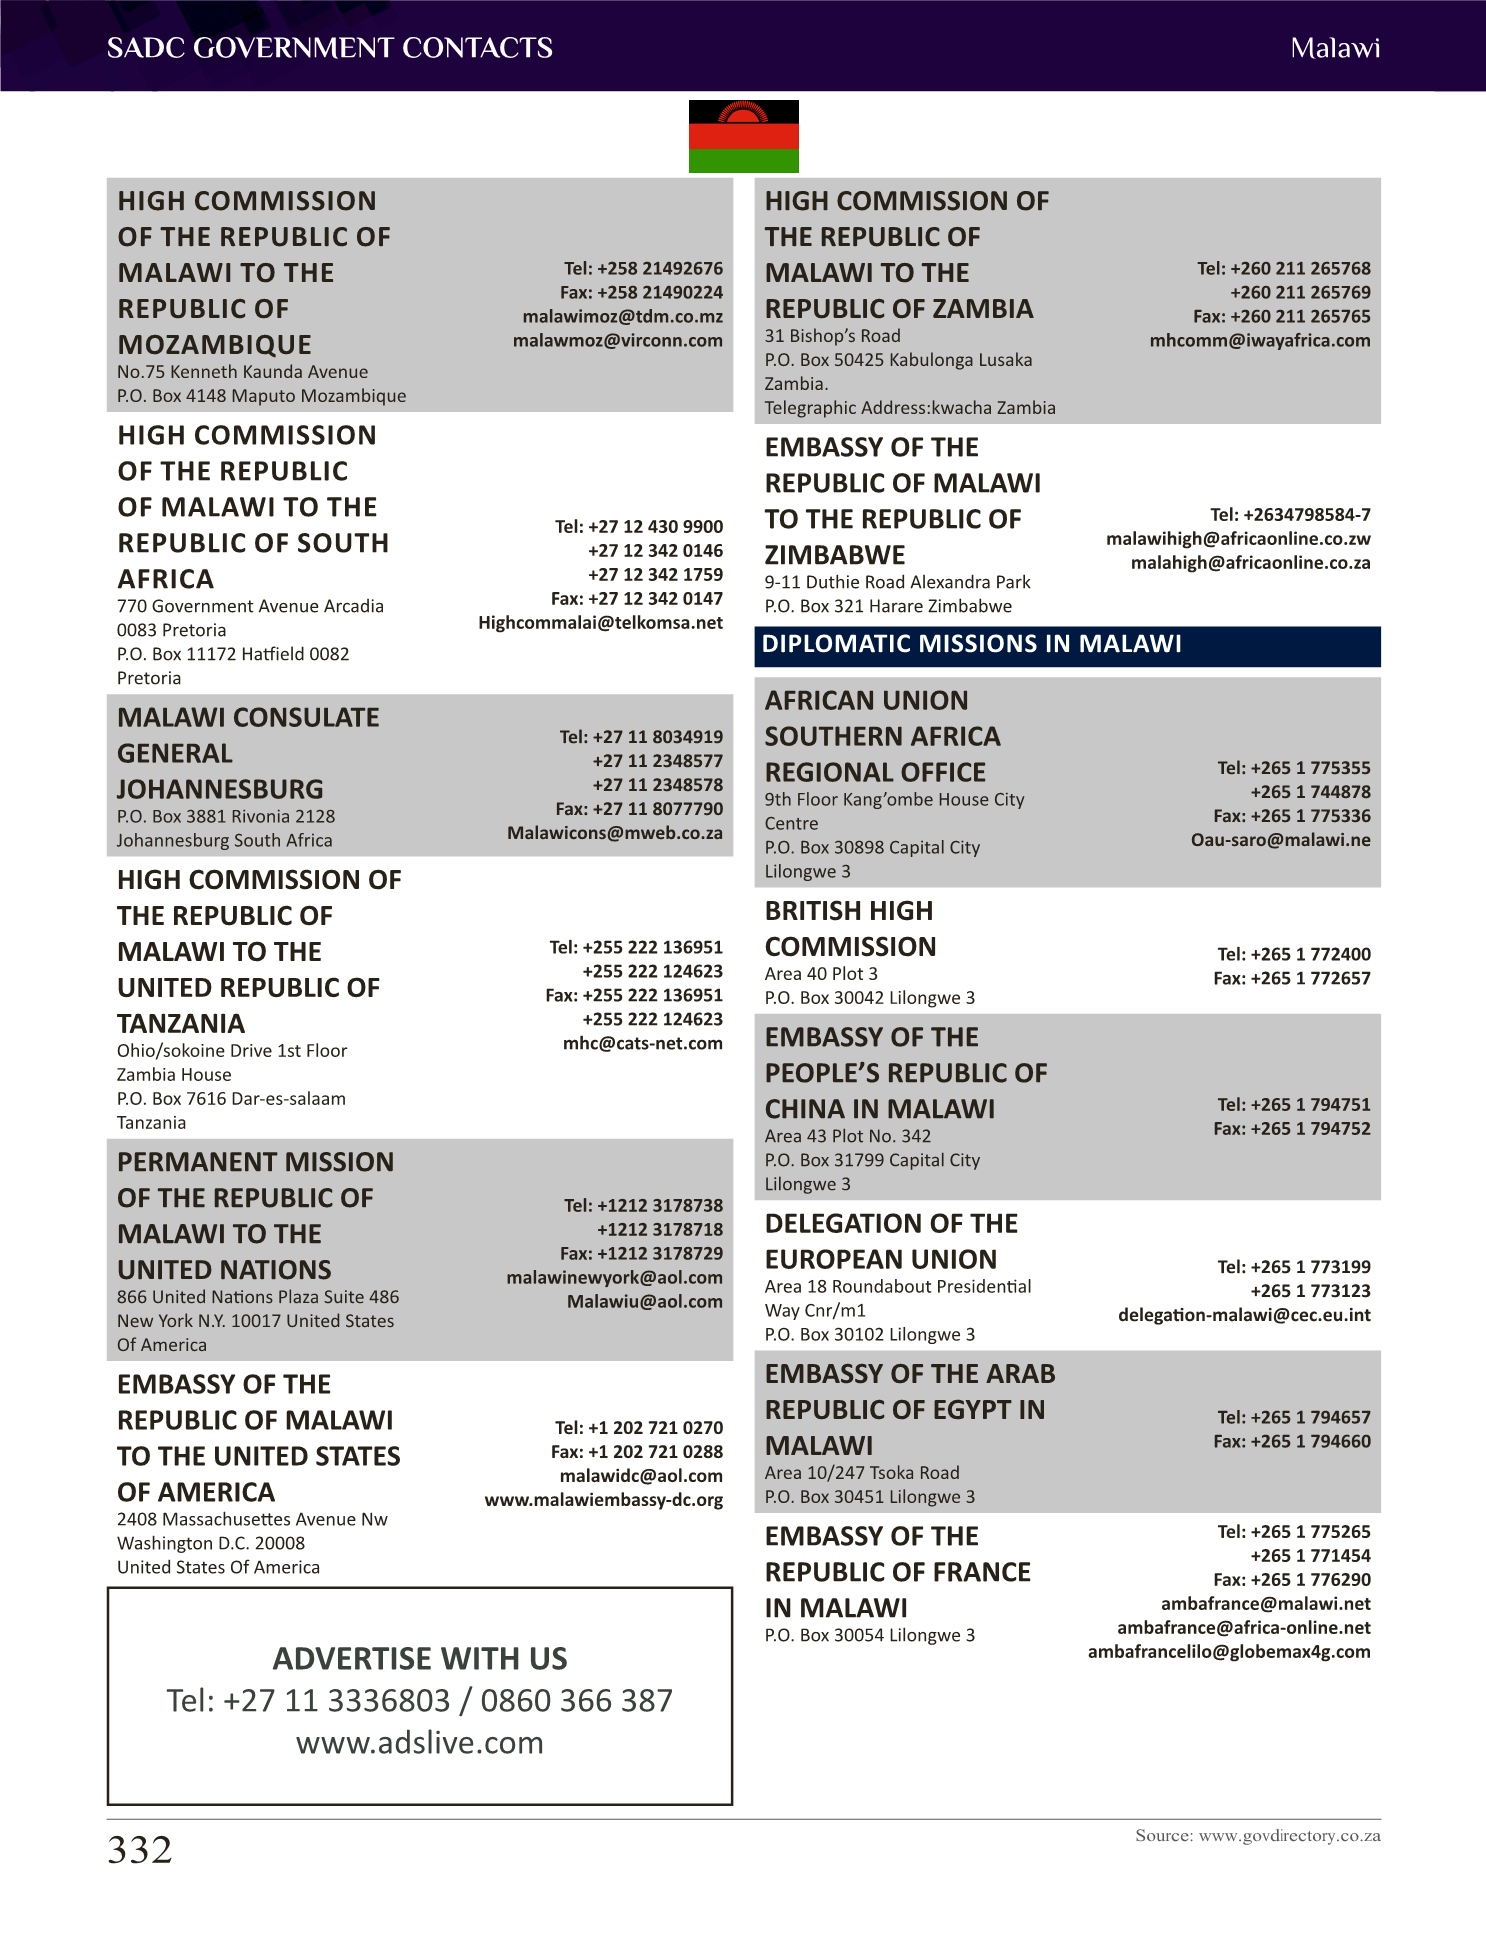 SADC GOVERNMENT CONTACTS
Malawi
HIGH COMMISSION
OF THE REPUBLIC OF
MALAWI TO THE
REPUBLIC OF
MOZAMBIQUE
No.75 Kenneth Kaunda Avenue
P.O. Box 4148 Maputo Mozambique
Tel: +258 21492676
Fax: +258 21490224
malawimoz@tdm.co.mz
malawmoz@virconn.com
HIGH COMMISSION
OF THE REPUBLIC
OF MALAWI TO THE
REPUBLIC OF SOUTH
AFRICA
770 Government Avenue Arcadia
0083 Pretoria
P.O. Box 11172 Hatfield 0082
Pretoria
Tel: +27 12 430 9900
+27 12 342 0146
+27 12 342 1759
Fax: +27 12 342 0147
Highcommalai@telkomsa.net
MALAWI CONSULATE
GENERAL
JOHANNESBURG
P.O. Box 3881 Rivonia 2128
Johannesburg South Africa
Tel: +27 11 8034919
+27 11 2348577
+27 11 2348578
Fax: +27 11 8077790
Malawicons@mweb.co.za
HIGH COMMISSION OF
THE REPUBLIC OF
MALAWI TO THE
UNITED REPUBLIC OF
TANZANIA
Ohio/sokoine Drive 1st Floor
Zambia House
P.O. Box 7616 Dar-es-salaam
Tanzania
Tel: +255 222 136951
+255 222 124623
Fax: +255 222 136951
+255 222 124623
mhc@cats-net.com
PERMANENT MISSION
OF THE REPUBLIC OF
MALAWI TO THE
UNITED NATIONS
866 United Nations Plaza Suite 486
New York N.Y. 10017 United States
Of America
Tel: +1212 3178738
+1212 3178718
Fax: +1212 3178729
malawinewyork@aol.com
Malawiu@aol.com
EMBASSY OF THE
REPUBLIC OF MALAWI
TO THE UNITED STATES
OF AMERICA
2408 Massachusettes Avenue Nw
Washington D.C. 20008
United States Of America
Tel: +1 202 721 0270
Fax: +1 202 721 0288
malawidc@aol.com
www.malawiembassy-dc.org
ADVERTISE WITH US
Tel: +27 11 3336803 / 0860 366 387
www.adslive.com
HIGH COMMISSION OF
THE REPUBLIC OF
MALAWI TO THE
REPUBLIC OF ZAMBIA
31 Bishop’s Road
P.O. Box 50425 Kabulonga Lusaka
Zambia.
Telegraphic Address:kwacha Zambia
Tel: +260 211 265768
+260 211 265769
Fax: +260 211 265765
mhcomm@iwayafrica.com
EMBASSY OF THE
REPUBLIC OF MALAWI
TO THE REPUBLIC OF
ZIMBABWE
9-11 Duthie Road Alexandra Park
P.O. Box 321 Harare Zimbabwe
Tel: +2634798584-7
malawihigh@africaonline.co.zw
malahigh@africaonline.co.za
DIPLOMATIC MISSIONS IN MALAWI
AFRICAN UNION
SOUTHERN AFRICA
REGIONAL OFFICE
9th Floor Kang’ombe House City
Centre
P.O. Box 30898 Capital City
Lilongwe 3
Tel: +265 1 775355
+265 1 744878
Fax: +265 1 775336
Oau-saro@malawi.ne
BRITISH HIGH
COMMISSION
Area 40 Plot 3
P.O. Box 30042 Lilongwe 3
Tel: +265 1 772400
Fax: +265 1 772657
EMBASSY OF THE
PEOPLE’S REPUBLIC OF
CHINA IN MALAWI
Area 43 Plot No. 342
P.O. Box 31799 Capital City
Lilongwe 3
Tel: +265 1 794751
Fax: +265 1 794752
DELEGATION OF THE
EUROPEAN UNION
Area 18 Roundabout Presidential
Way Cnr/m1
P.O. Box 30102 Lilongwe 3
Tel: +265 1 773199
+265 1 773123
delegation-malawi@cec.eu.int
EMBASSY OF THE ARAB
REPUBLIC OF EGYPT IN
MALAWI
Area 10/247 Tsoka Road
P.O. Box 30451 Lilongwe 3
Tel: +265 1 794657
Fax: +265 1 794660
EMBASSY OF THE
REPUBLIC OF FRANCE
IN MALAWI
P.O. Box 30054 Lilongwe 3
Tel: +265 1 775265
+265 1 771454
Fax: +265 1 776290
ambafrance@malawi.net
ambafrance@africa-online.net
ambafrancelilo@globemax4g.com
332
Source: www.govdirectory.co.za